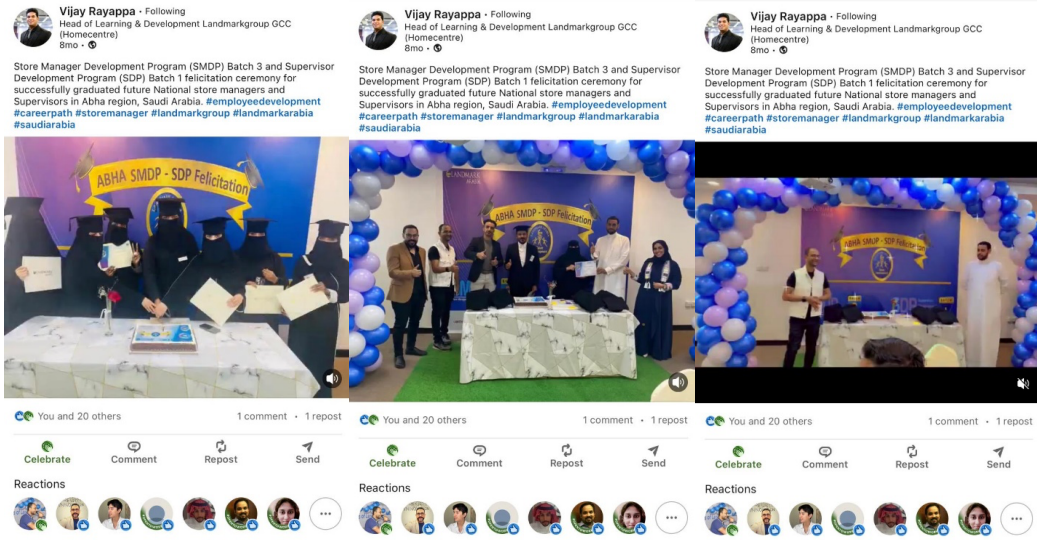 Vijay Rayappa • Following
Head of Learning & Development Landmarkgroup GCC
(Homecentre)
8mo •
Store Manager Development Program (SMDP) Batch 3 and Supervisor
Development Program (SDP) Batch 1 felicitation ceremony for
successfully graduated future National store managers and
Supervisors in Abha region, Saudi Arabia. #employeedevelopment
#careerpath #storemanager #landmarkgroup #landmarkarabia
#saudiarabia
ABHA SMDP - SDP Felicitation
You and 20 others
1 comment • 1 repost
Celebrate
Comment
Repost
Send
Reactions
Vijay Rayappa • Following
Head of Learning & Development Landmarkgroup GCC
(Homecentre)
8mo •
Store Manager Development Program (SMDP) Batch 3 and Supervisor
Development Program (SDP) Batch 1 felicitation ceremony for
successfully graduated future National store managers and
Supervisors in Abha region, Saudi Arabia. #employeedevelopment
#careerpath #storemanager #landmarkgroup #landmarkarabia
#saudiarabia
LANDMARK
ARABIA
ABHA SMDP - SDP Felicitation
You and 20 others
1 comment • 1 repost
Celebrate
Comment
Repost
Send
Reactions
Vijay Rayappa • Following
Head of Learning & Development Landmarkgroup GCC
(Homecentre)
8mo •
Store Manager Development Program (SMDP) Batch 3 and Supervisor
Development Program (SDP) Batch 1 felicitation ceremony for
successfully graduated future National store managers and
Supervisors in Abha region, Saudi Arabia. #employeedevelopment
#careerpath #storemanager #landmarkgroup #landmarkarabia
#saudiarabia
ABHA SMDP - SDP Felicitation
SDP
You and 20 others
1 comment • 1 repost
Celebrate
Comment
Repost
Send
Reactions